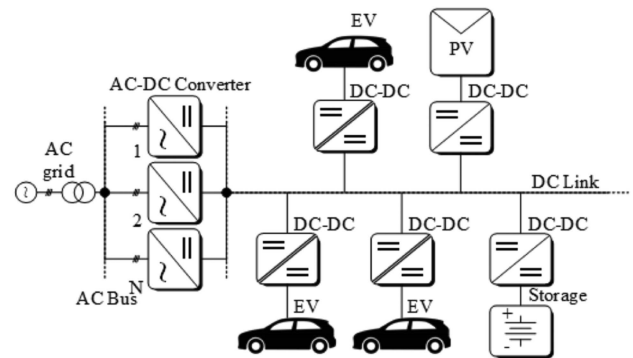 EV
PV
AC-DC Converter
DC-DC
DC-DC
1
AC
grid
2
DC Link
N
AC Bus
DC-DC
DC-DC
DC-DC
EV
EV
Storage